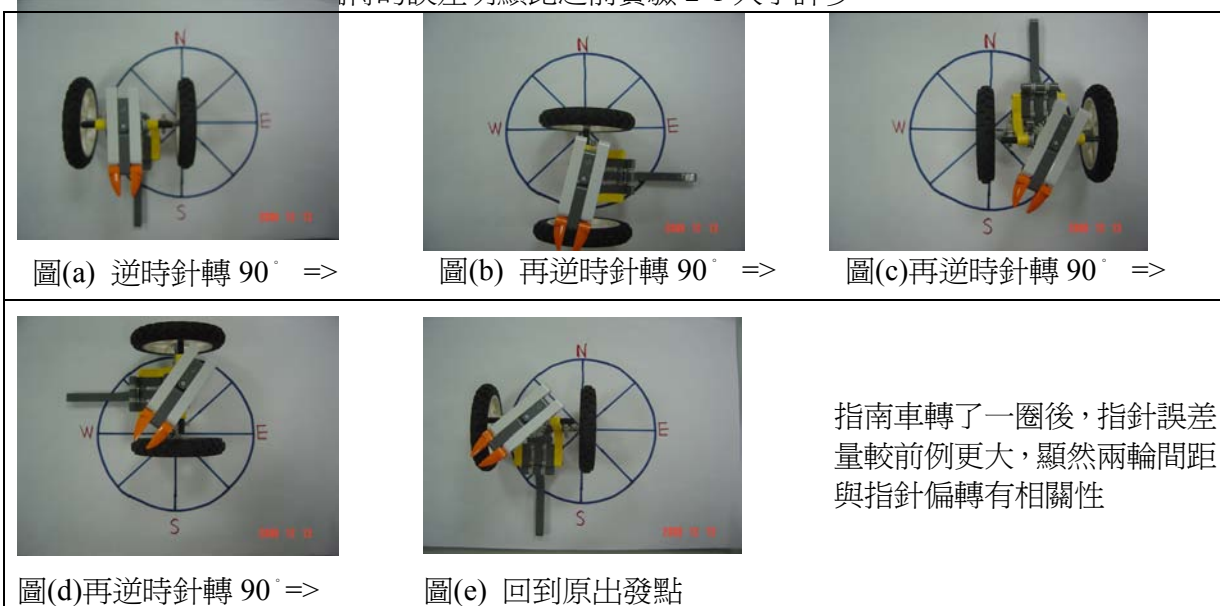 N
E
S
N
W
E
N
W
S
圖(a) 逆時針轉 90° =>
圖(b) 再逆時針轉 90° =>
圖(c)再逆時針轉 90° =>
N
W
E
S
N
E
S
指南車轉了一圈後，指針誤差
量較前例更大，顯然兩輪間距
與指針偏轉有相關性
圖(d)再逆時針轉 90°=>
圖(e) 回到原出發點